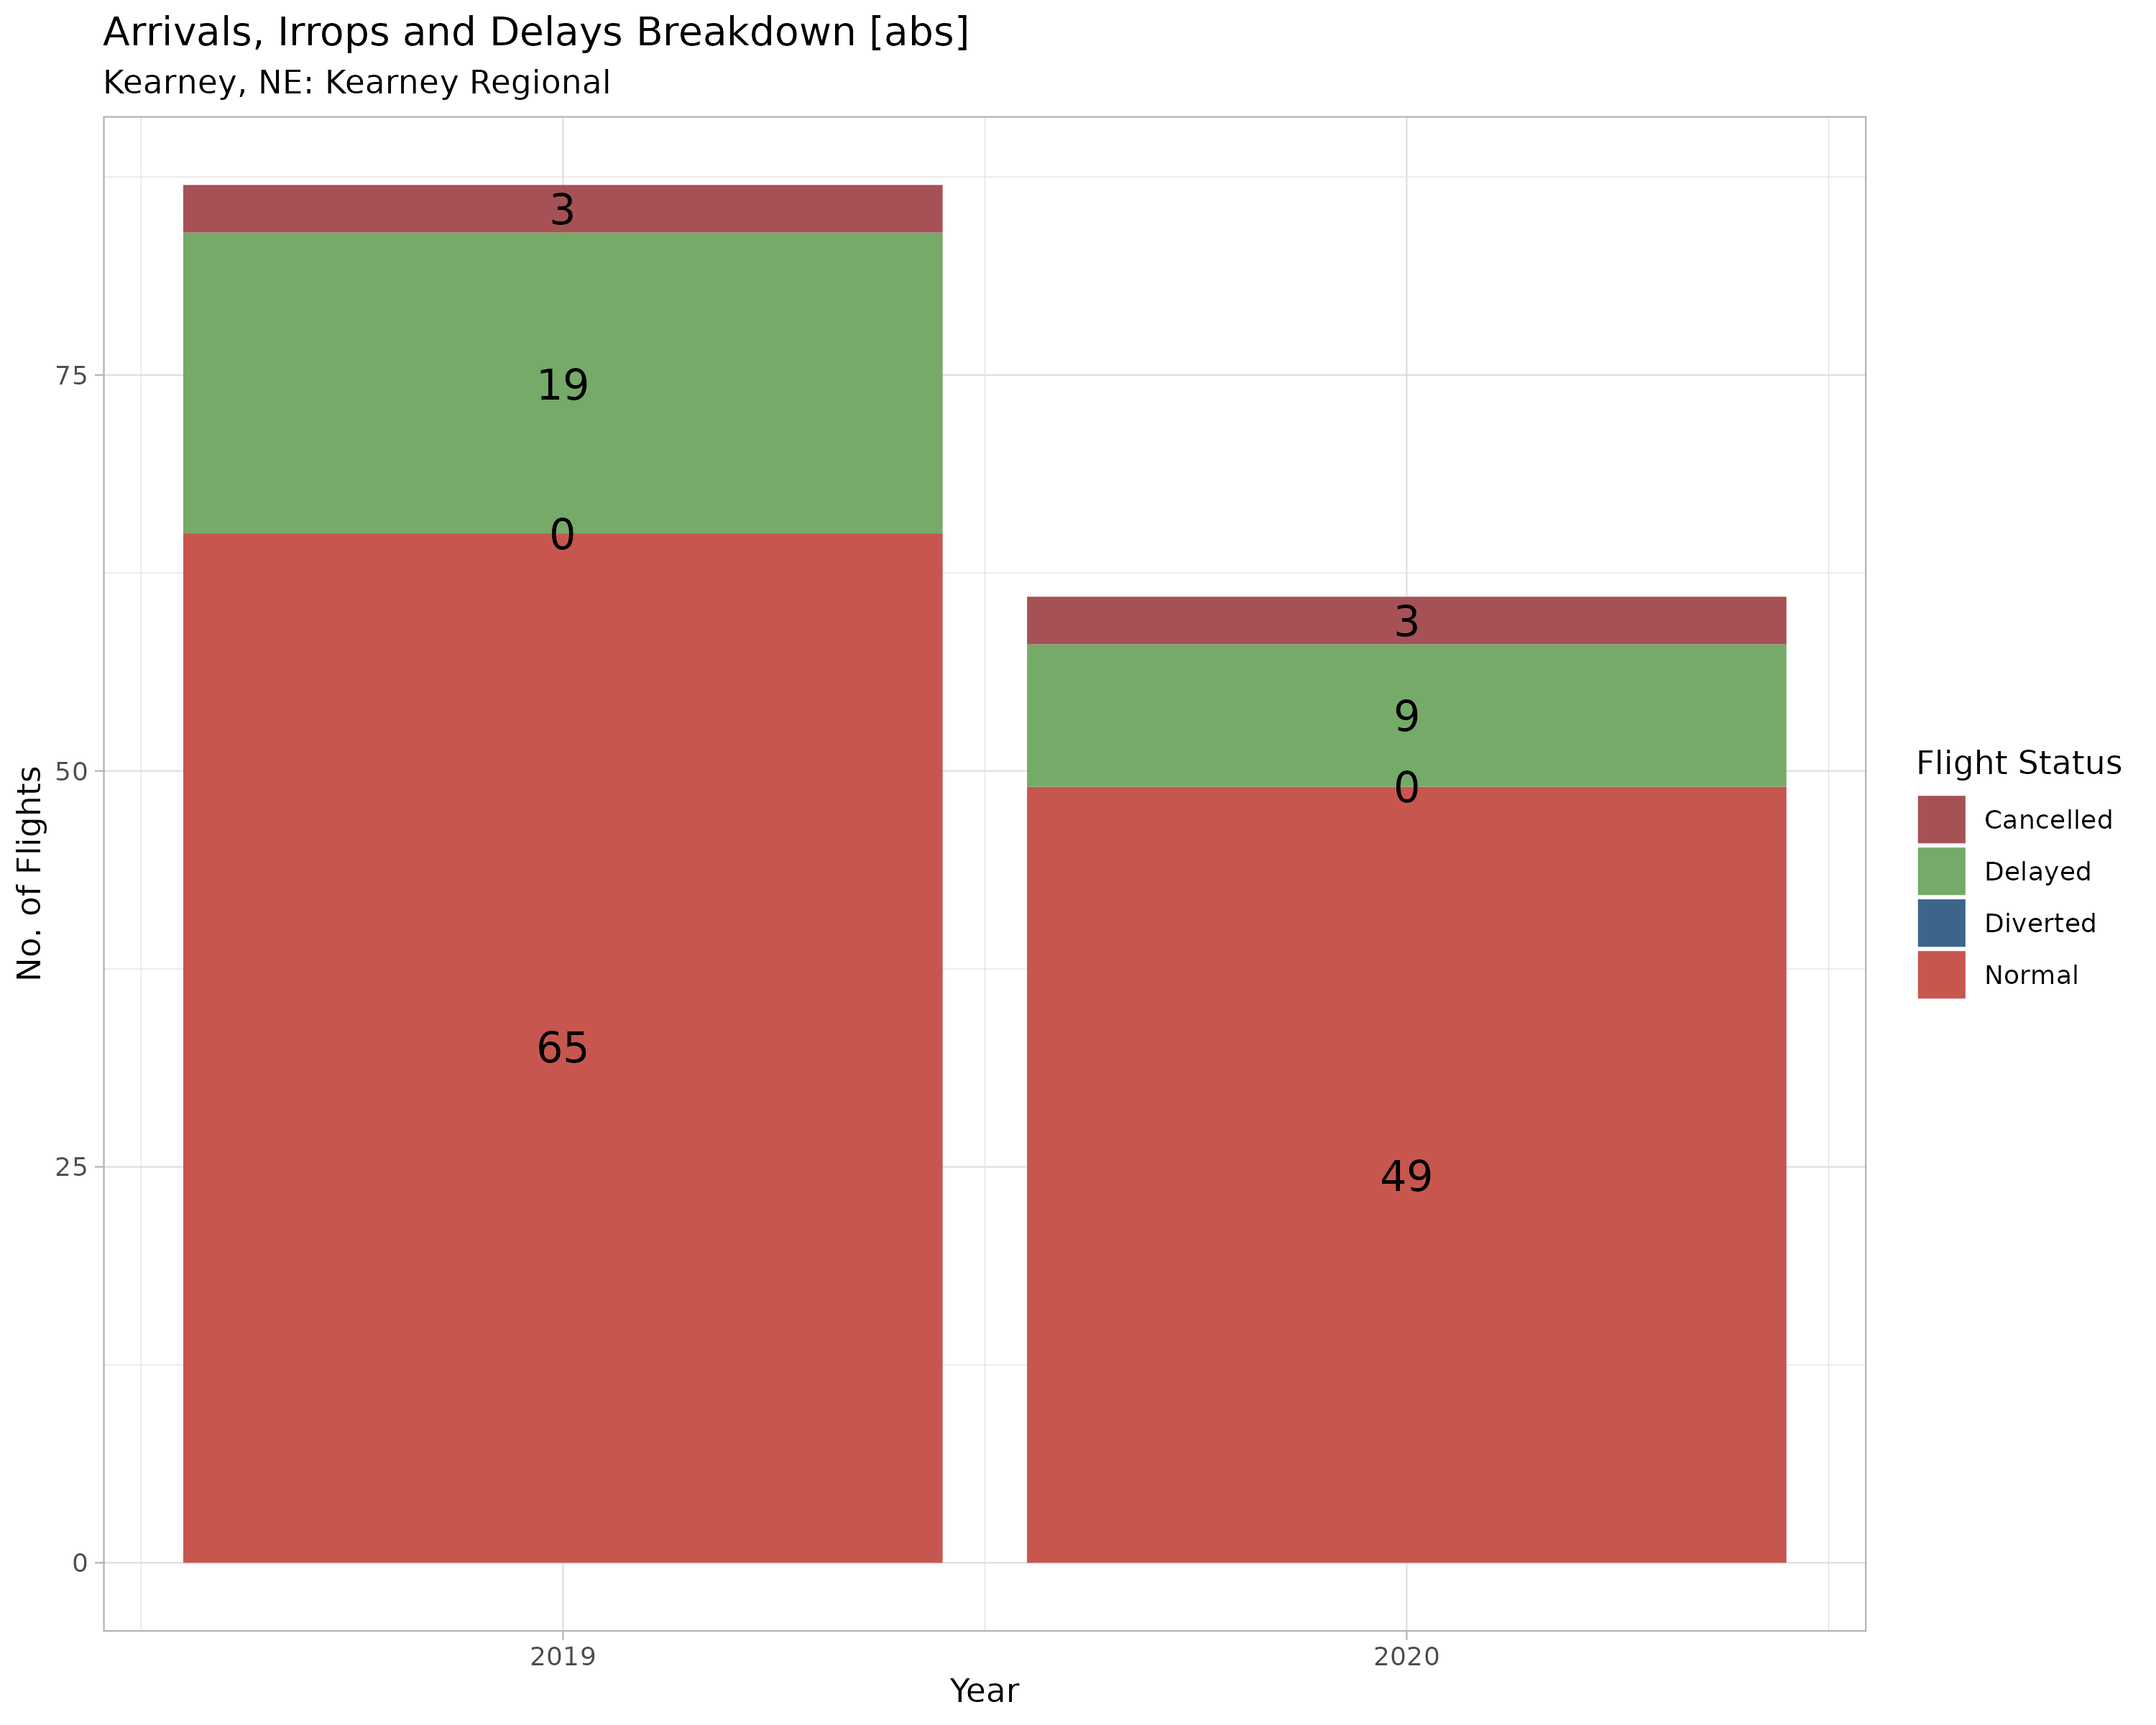 Arrivals, Irrops and Delays Breakdown [abs]
Kearney, NE: Kearney Regional
No. of Flights
75
50
25
0
3
19
0
65
3
9
0
49
2019
2020
Year
Flight Status
Cancelled
Delayed
Diverted
Normal